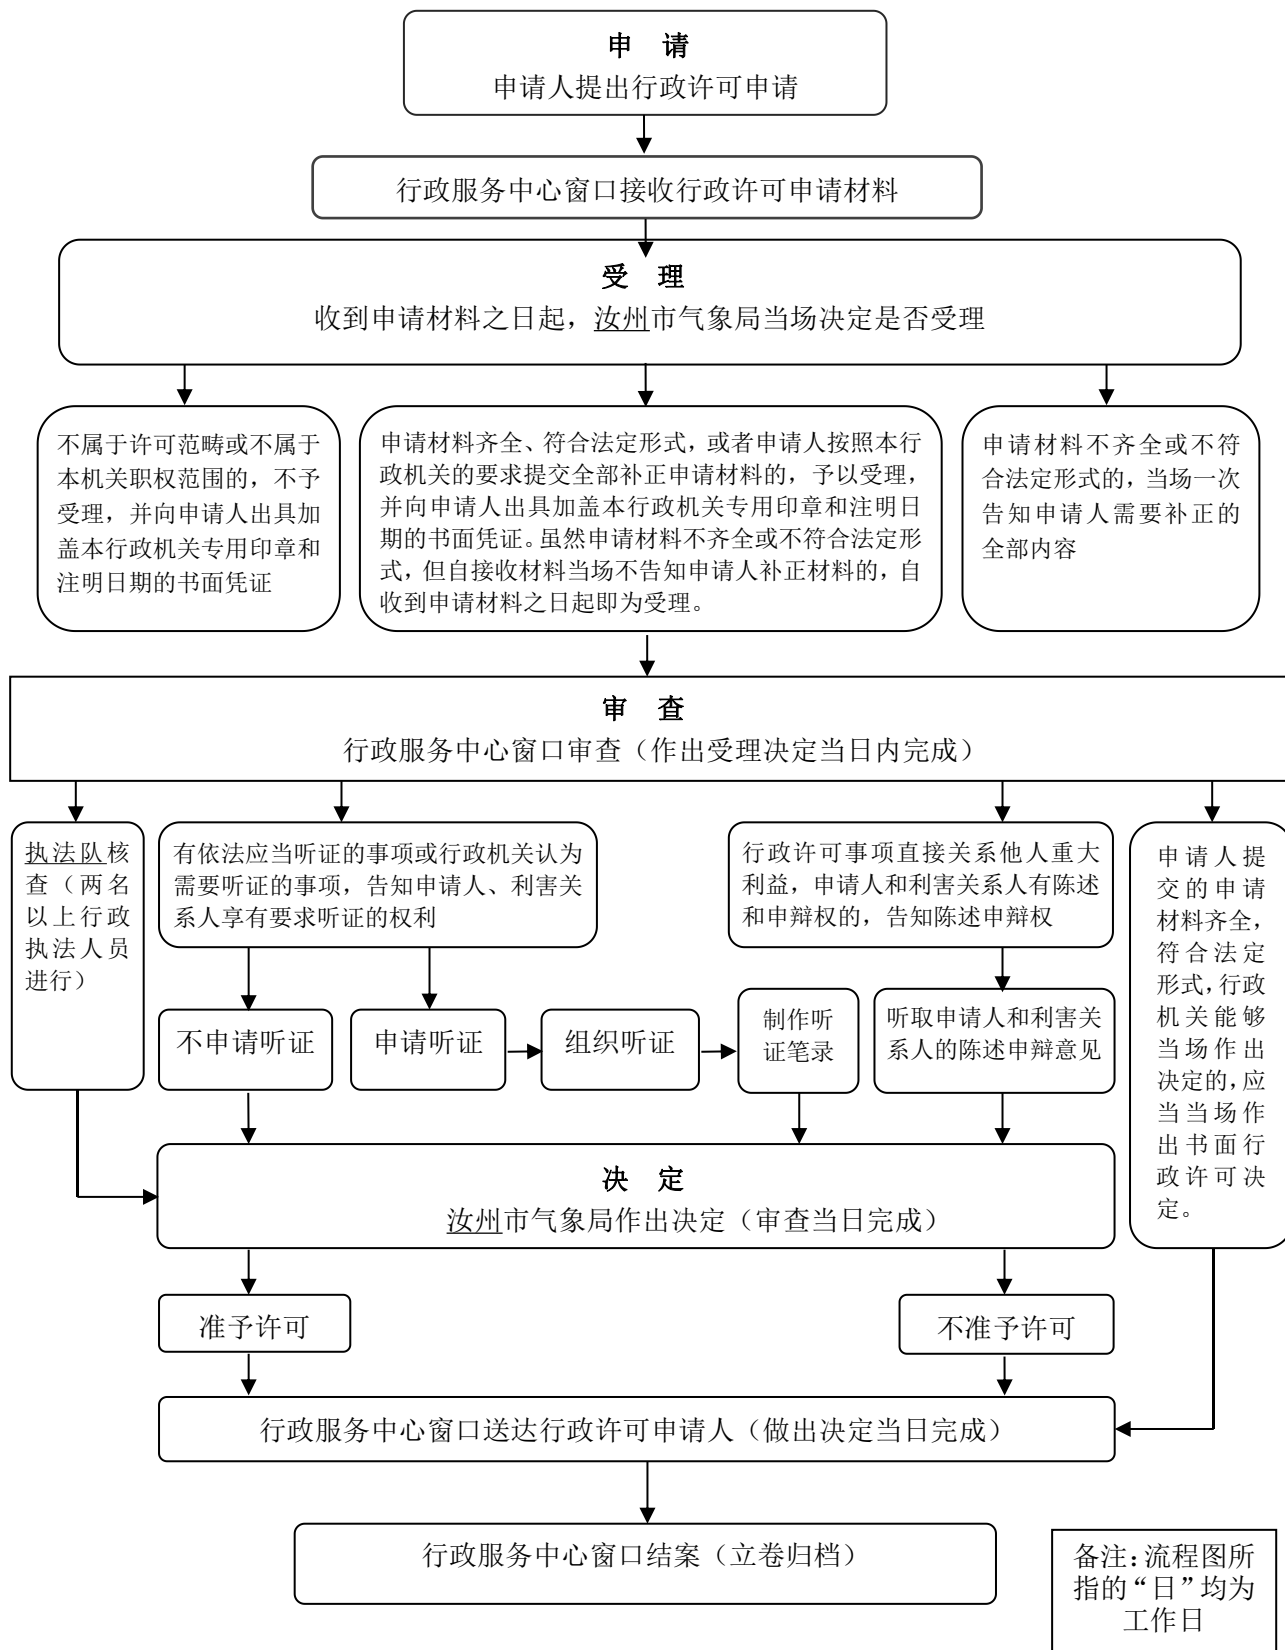 申 请
申请人提出行政许可申请
行政服务中心窗口接收行政许可申请材料
受 理
收到申请材料之日起，汝州市气象局当场决定是否受理
不属于许可范畴或不属于
本机关职权范围的，不予
受理，并向申请人出具加
盖本行政机关专用印章和
注明日期的书面凭证
申请材料齐全、符合法定形式，或者申请人按照本行
政机关的要求提交全部补正申请材料的，予以受理，
并向申请人出具加盖本行政机关专用印章和注明日
期的书面凭证。虽然申请材料不齐全或不符合法定形
式，但自接收材料当场不告知申请人补正材料的，自
收到申请材料之日起即为受理。
申请材料不齐全或不符
合法定形式的，当场一次
告知申请人需要补正的
全部内容
审 查
行政服务中心窗口审查（作出受理决定当日内完成）
执法队核
查（两名
以上行政
执法人员
进行）
有依法应当听证的事项或行政机关认为
需要听证的事项，告知申请人、利害关
系人享有要求听证的权利
行政许可事项直接关系他人重大
利益，申请人和利害关系人有陈述
和申辩权的，告知陈述申辩权
申请人提
交的申请
材料齐全，
符合法定
形式，行政
机关能够
当场作出
决定的，应
当当场作
出书面行
政许可决
定。
不申请听证
申请听证
组织听证
制作听
证笔录
听取申请人和利害关
系人的陈述申辩意见
决 定
汝州市气象局作出决定（审查当日完成）
准予许可
不准予许可
行政服务中心窗口送达行政许可申请人（做出决定当日完成）
行政服务中心窗口结案（立卷归档）
备注：流程图所
指的“日”均为
工作日